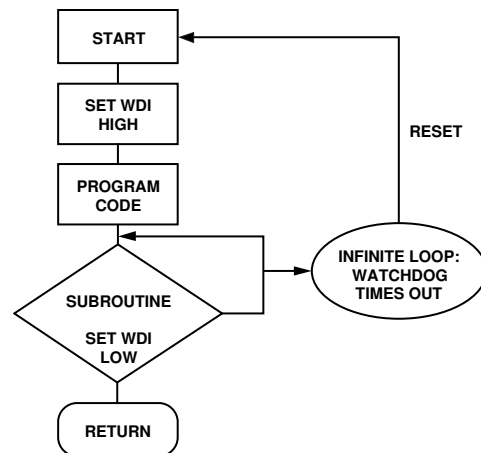 START
SET WDI
HIGH
RESET
PROGRAM
CODE
INFINITE LOOP:
WATCHDOG
TIMES OUT
SUBROUTINE
SET WDI
LOW
RETURN